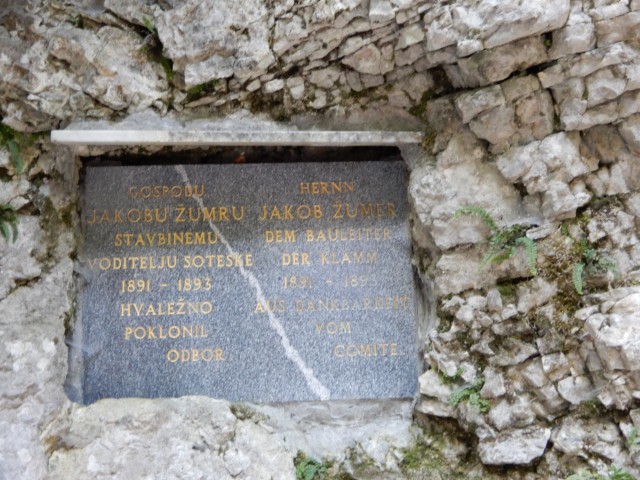 GOSPODU
JAKOBU ŽUMRU
STAVBINEMU
VODITELJU SOTESKE
1891 - 1893
HVALEŽNO
POKLONIL
ODBOR
HERNN
JAKOB ŽUMER
DEM BAULEITER
DER KLAMM
1891 - 1893
AUS DANKBARKEIT
VOM
COMITE